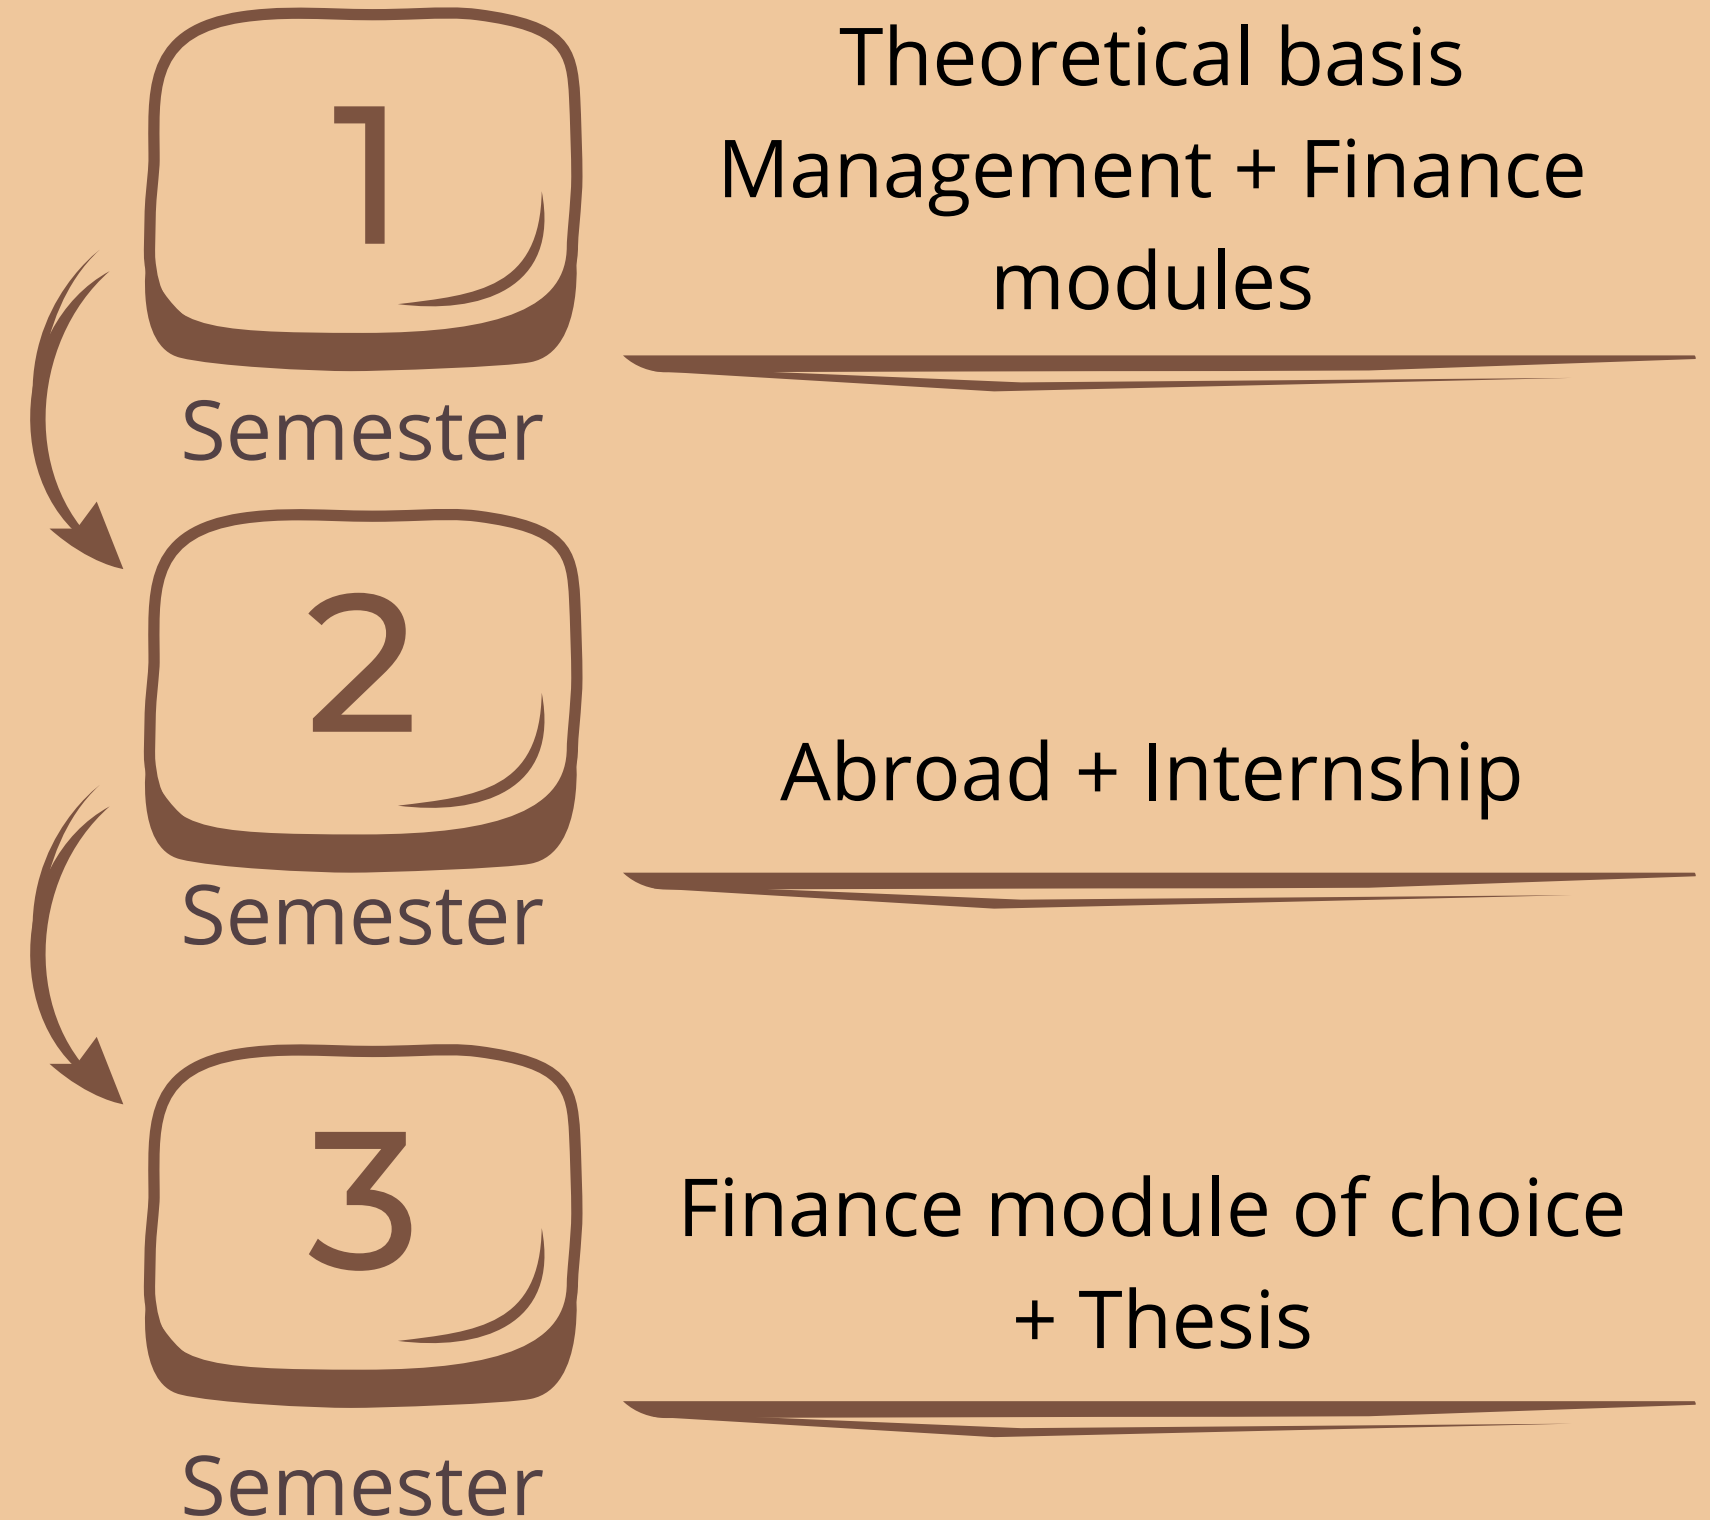 1
Theoretical basis
Management + Finance
modules
Semester
2
Abroad + Internship
Semester
3
Finance module of choice
+ Thesis
Semester